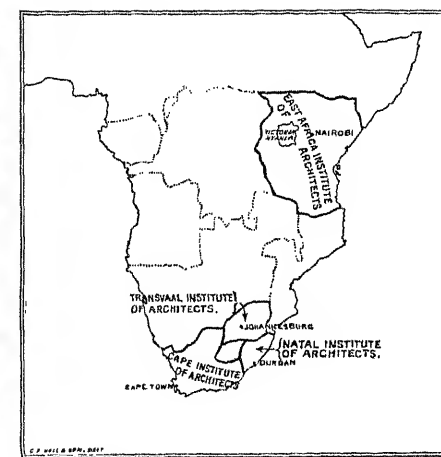 EAST AFRICA INSTITUTE
OF
ARCHITECTS
VICTORIA
NYANZA
NAIROBI
TRANSVAAL INSTITUTE
OF ARCHITECTS.
JOHANNESBURG
NATAL INSTITUTE
OF ARCHITECTS.
DURBAN
CAPE INSTITUTE
OF ARCHITECTS
CAPE TOWN